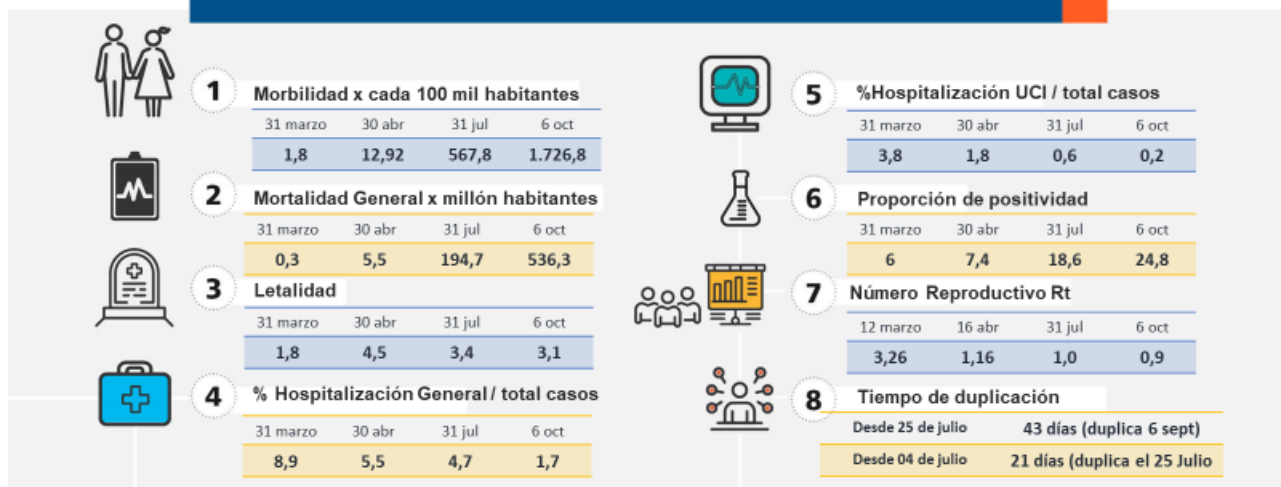 1
Morbilidad x cada 100 mil habitantes
31 marzo 30 abr 31 jul 6 oct
1,8 12,92 567,8 1.726,8
2
Mortalidad General x millón habitantes
31 marzo 30 abr 31 jul 6 oct
0,3 5,5 194,7 536,3
3
Letalidad
31 marzo 30 abr 31 jul 6 oct
1,8 4,5 3,4 3,1
4
% Hospitalización General / total casos
31 marzo 30 abr 31 jul 6 oct
8,9 5,5 4,7 1,7
5
%Hospitalización UCI / total casos
31 marzo 30 abr 31 jul 6 oct
3,8 1,8 0,6 0,2
6
Proporción de positividad
31 marzo 30 abr 31 jul 6 oct
6 7,4 18,6 24,8
7
Número Reproductivo Rt
12 marzo 16 abr 31 jul 6 oct
3,26 1,16 1,0 0,9
8
Tiempo de duplicación
Desde 25 de julio 43 días (duplica 6 sept)
Desde 04 de julio 21 días (duplica el 25 Julio